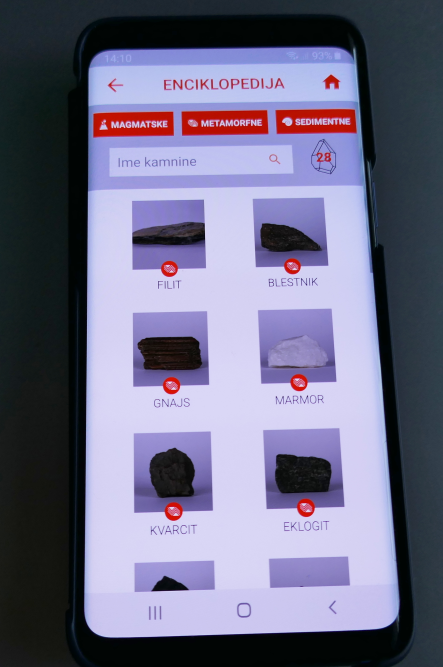 14:10 93%
ENCIKLOPEDIJA
MAGMATSKE METAMORFNE SEDIMENTNE
Ime kamnine 28
FILIT BLESTNIK
GNAJS MARMOR
KVARCIT EKLOGIT